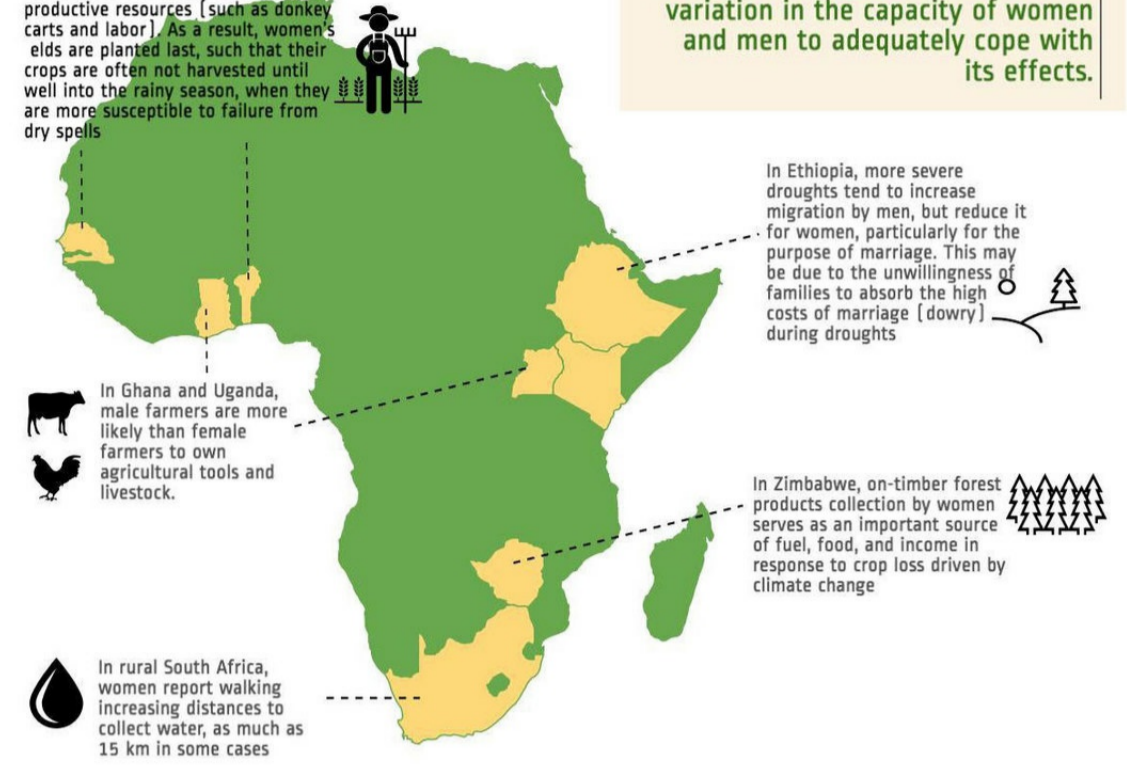 productive resources [such as donkey
carts and labor]. As a result, women's
elds are planted last, such that their
crops are often not harvested until
well into the rainy season, when they
are more susceptible to failure from
dry spells
variation in the capacity of women
and men to adequately cope with
its effects.
In Ethiopia, more severe
droughts tend to increase
migration by men, but reduce it
for women, particularly for the
purpose of marriage. This may
be due to the unwillingness of
families to absorb the high
costs of marriage [dowry]
during droughts
In Ghana and Uganda,
male farmers are more
likely than female
farmers to own
agricultural tools and
livestock.
In Zimbabwe, on-timber forest
products collection by women
serves as an important source
of fuel, food, and income in
response to crop loss driven by
climate change
In rural South Africa,
women report walking
increasing distances to
collect water, as much as
15 km in some cases